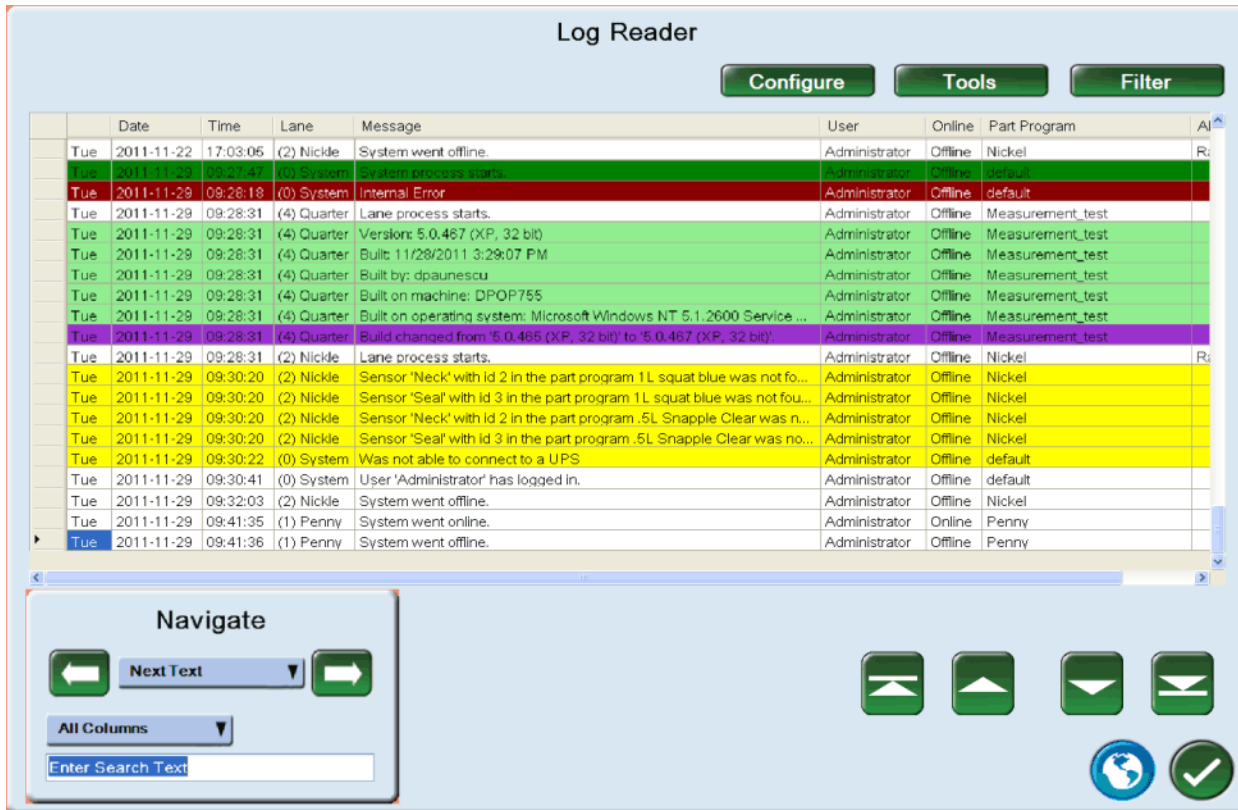 Log Reader
Configure Tools Filter
Date Time Lane Message User Online Part Program Al
Tue 2011-11-22 17:03:05 (2) Nickle System went offline. Administrator Offline Nickel Ra
Tue 2011-11-29 09:27:47 (0) System System process starts. Administrator Offline default
Tue 2011-11-29 09:28:18 (0) System Internal Error Administrator Offline default
Tue 2011-11-29 09:28:31 (4) Quarter Lane process starts. Administrator Offline Measurement_test
Tue 2011-11-29 09:28:31 (4) Quarter Version: 5.0.467 (XP, 32 bit) Administrator Offline Measurement_test
Tue 2011-11-29 09:28:31 (4) Quarter Built: 11/28/2011 3:29:07 PM Administrator Offline Measurement_test
Tue 2011-11-29 09:28:31 (4) Quarter Built by: dpaunescu Administrator Offline Measurement_test
Tue 2011-11-29 09:28:31 (4) Quarter Built on machine: DPOP755 Administrator Offline Measurement_test
Tue 2011-11-29 09:28:31 (4) Quarter Built on operating system: Microsoft Windows NT 5.1.2600 Service ... Administrator Offline Measurement_test
Tue 2011-11-29 09:28:31 (4) Quarter Build changed from '5.0.465 (XP, 32 bit)' to '5.0.467 (XP, 32 bit)'. Administrator Offline Measurement_test
Tue 2011-11-29 09:28:31 (2) Nickle Lane process starts. Administrator Offline Nickel Ra
Tue 2011-11-29 09:30:20 (2) Nickle Sensor 'Neck' with id 2 in the part program 1L squat blue was not fo... Administrator Offline Nickel
Tue 2011-11-29 09:30:20 (2) Nickle Sensor 'Seal' with id 3 in the part program 1L squat blue was not fou... Administrator Offline Nickel
Tue 2011-11-29 09:30:20 (2) Nickle Sensor 'Neck' with id 2 in the part program .5L Snapple Clear was n... Administrator Offline Nickel
Tue 2011-11-29 09:30:20 (2) Nickle Sensor 'Seal' with id 3 in the part program .5L Snapple Clear was no... Administrator Offline Nickel
Tue 2011-11-29 09:30:22 (0) System Was not able to connect to a UPS Administrator Offline default
Tue 2011-11-29 09:30:41 (0) System User 'Administrator' has logged in. Administrator Offline default
Tue 2011-11-29 09:32:03 (2) Nickle System went offline. Administrator Offline Nickel
Tue 2011-11-29 09:41:35 (1) Penny System went online. Administrator Online Penny
Tue 2011-11-29 09:41:36 (1) Penny System went offline. Administrator Offline Penny
Navigate
Next Text
All Columns
Enter Search Text